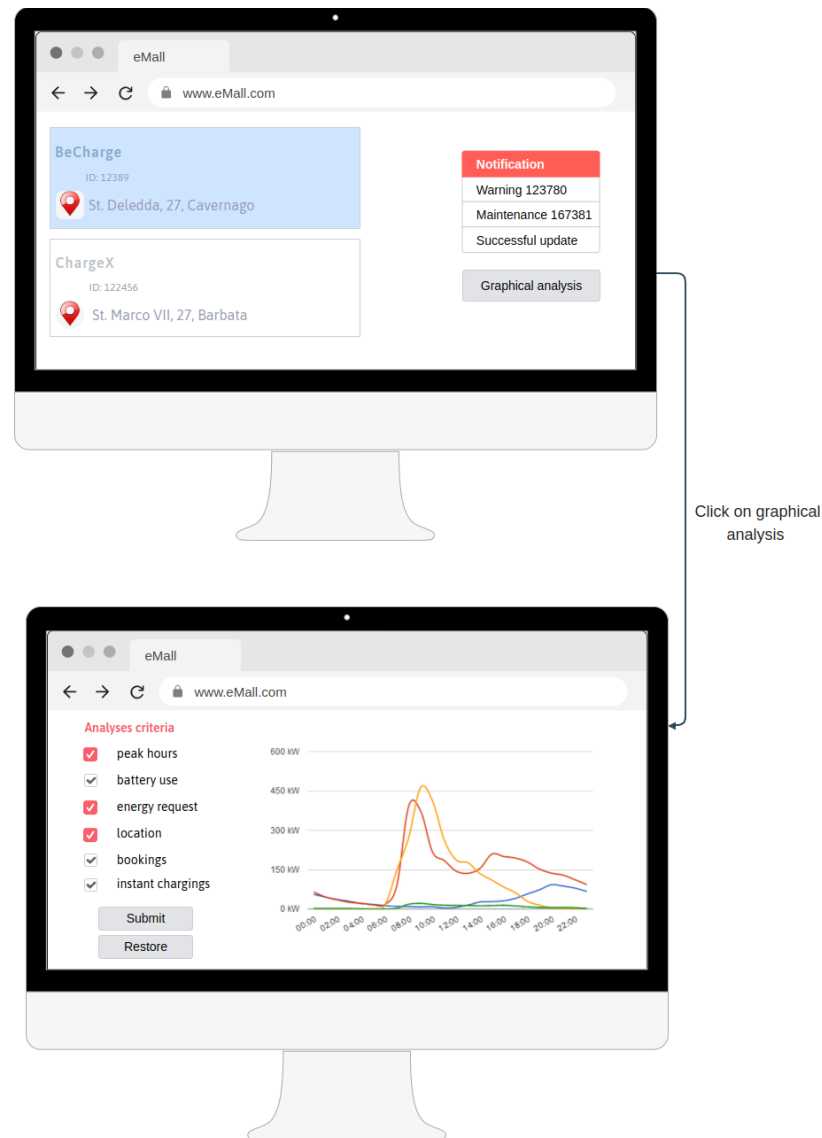 eMall
www.eMall.com
BeCharge
ID: 12389
St. Deledda, 27, Cavernago
ChargeX
ID: 122456
St. Marco VII, 27, Barbata
Notification
Warning 123780
Maintenance 167381
Successful update
Graphical analysis
Click on graphical
analysis
eMall
www.eMall.com
Analyses criteria
peak hours
battery use
energy request
location
bookings
instant chargings
Submit
Restore
600 kW
450 kW
300 kW
150 kW
0 kW
00:00 02:00 04:00 06:00 08:00 10:00 12:00 14:00 16:00 18:00 20:00 22:00